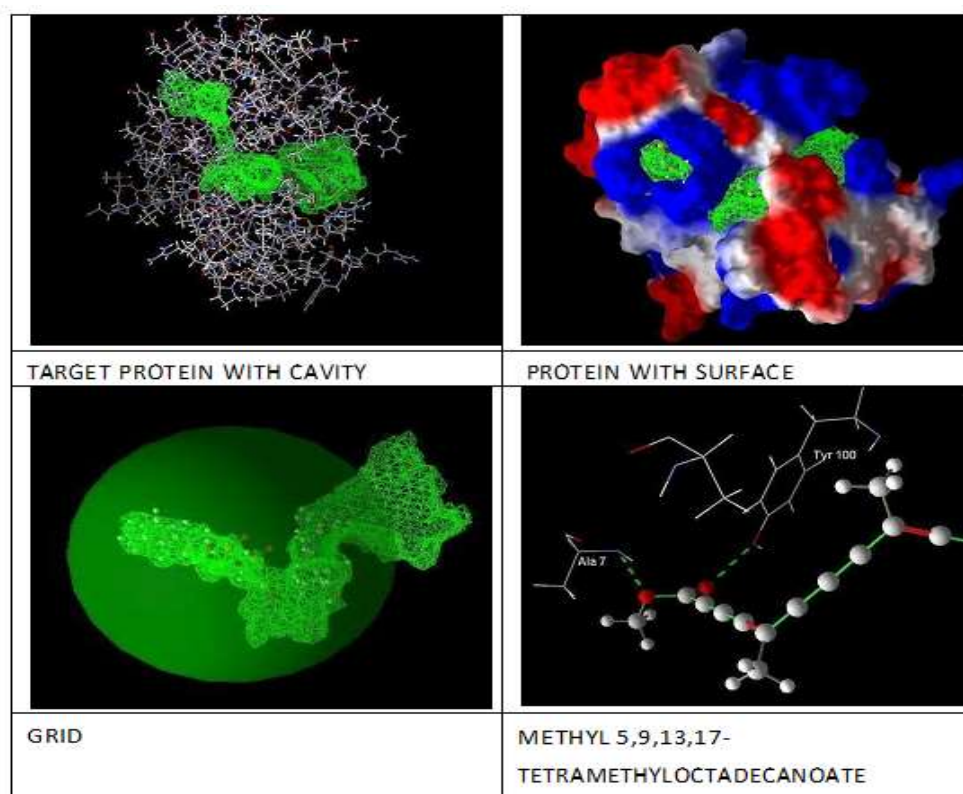 TARGET PROTEIN WITH CAVITY
PROTEIN WITH SURFACE
Tyr 100
Ala 7
GRID
METHYL 5,9,13,17-
TETRAMETHYLOCTADECANOATE